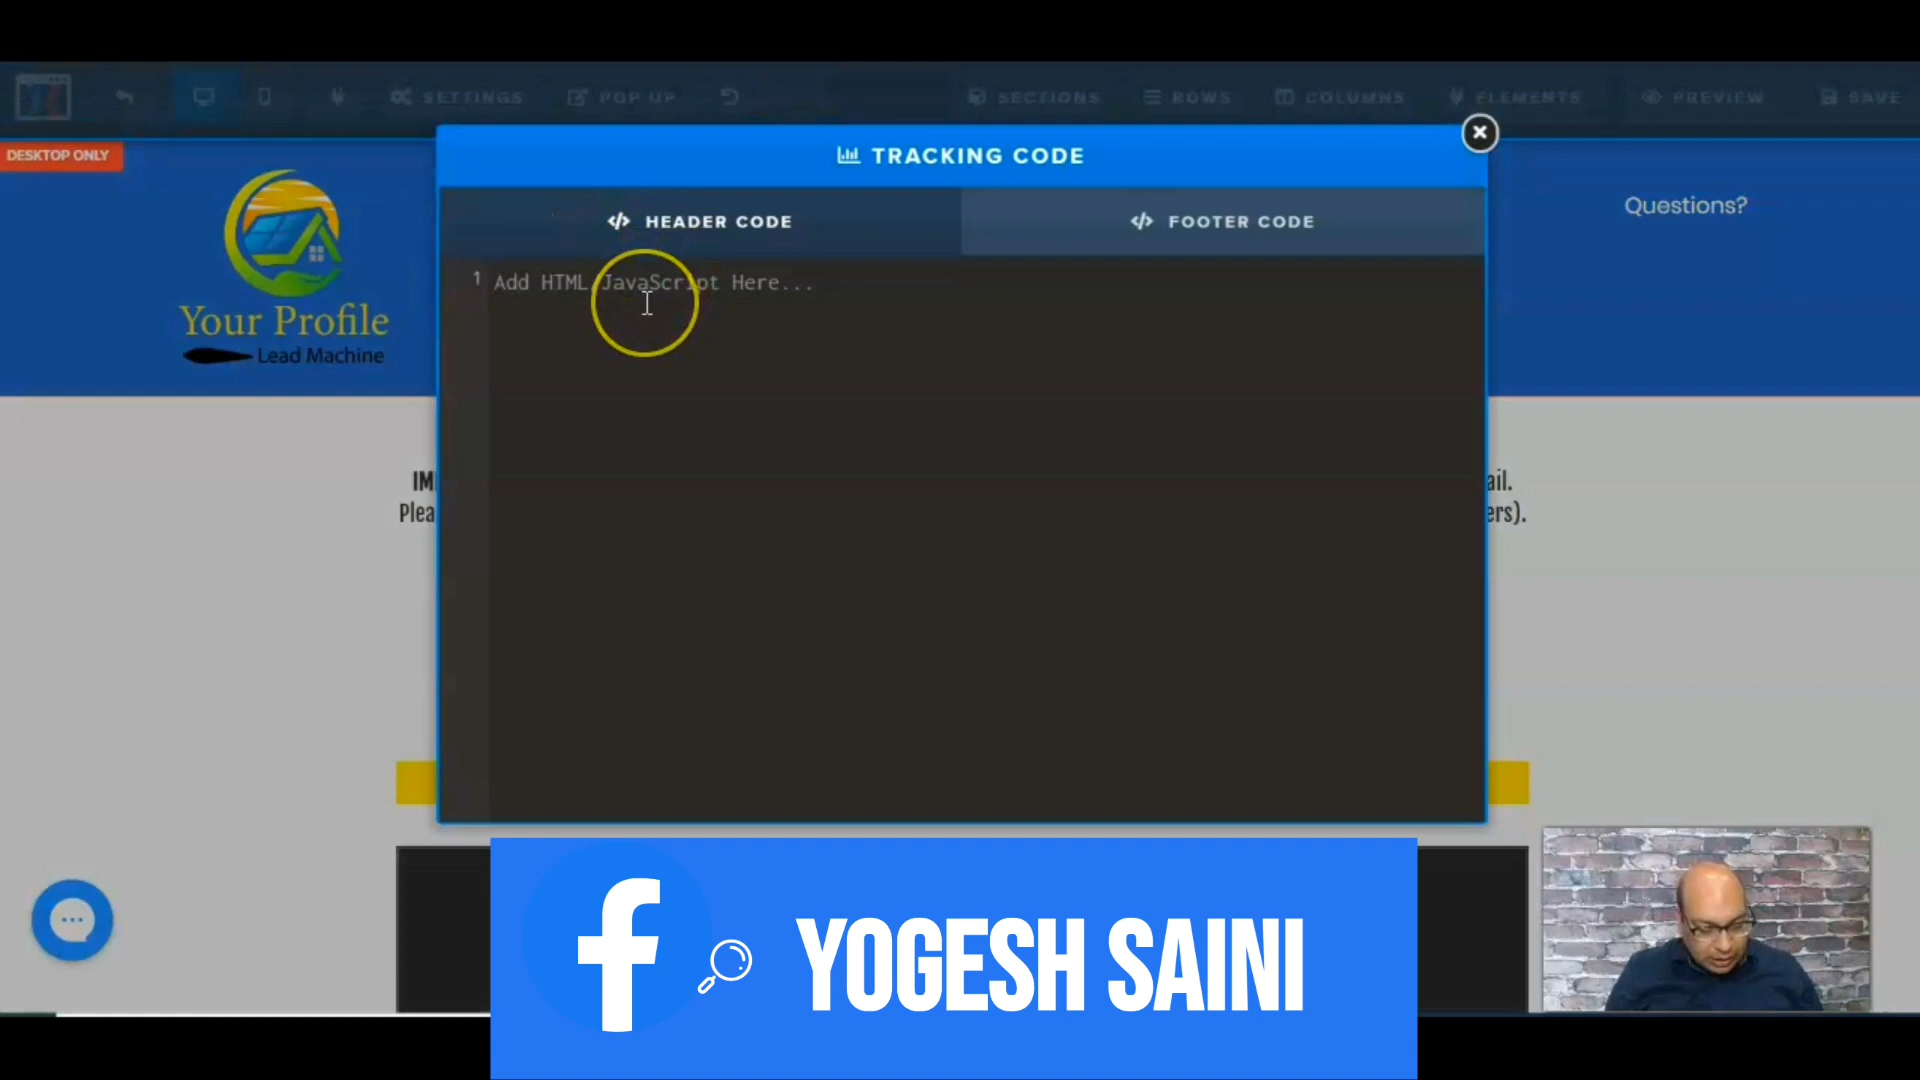 SETTINGS
POP UP
SECTIONS
ROWS
COLUMNS
ELEMENTS
PREVIEW
SAVE
DESKTOP ONLY
TRACKING CODE
HEADER CODE
FOOTER CODE
1
Add HTML/JavaScript Here...
Your Profile
Lead Machine
Questions?
IM
ail.
Plea
ers).
YOGESH SAINI